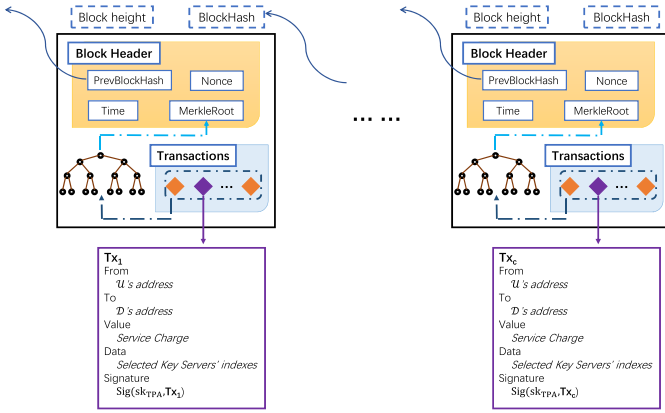 Block height BlockHash
Block Header
PrevBlockHash Nonce
Time MerkleRoot
Transactions
...
Tx1
From
𝒰's address
To
𝒟's address
Value
Service Charge
Data
Selected Key Servers' indexes
Signature
Sig(skTPA,Tx1)
... ...
Block height BlockHash
Block Header
PrevBlockHash Nonce
Time MerkleRoot
Transactions
...
Txc
From
𝒰's address
To
𝒟's address
Value
Service Charge
Data
Selected Key Servers' indexes
Signature
Sig(skTPA,Txc)